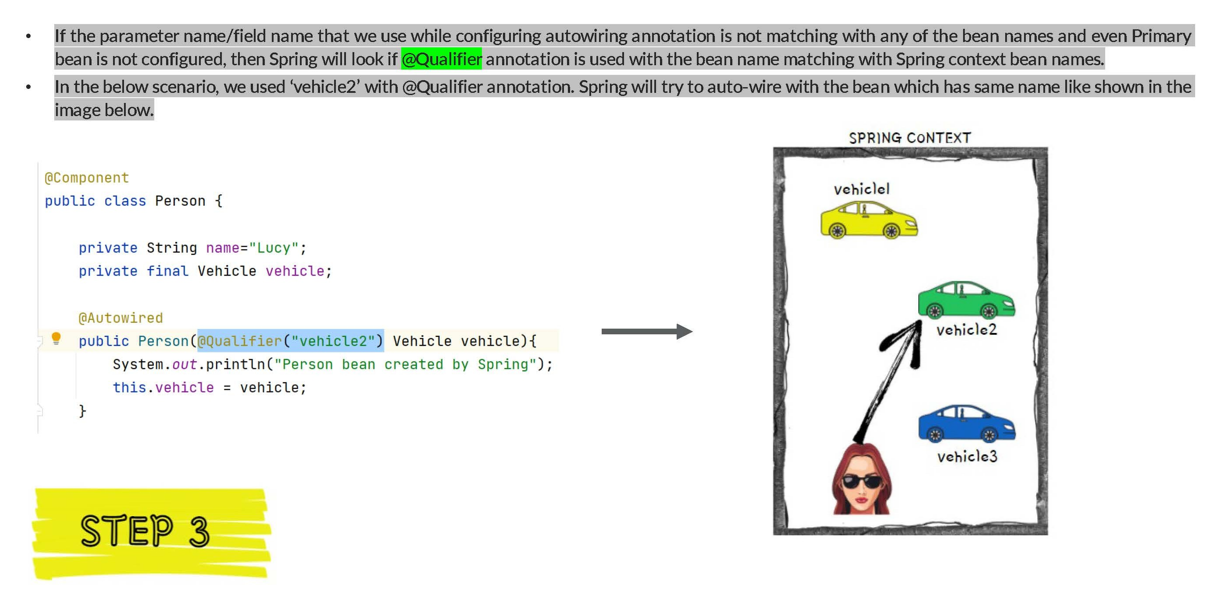 • If the parameter name/field name that we use while configuring autowiring annotation is not matching with any of the bean names and even Primary
bean is not configured, then Spring will look if @Qualifier annotation is used with the bean name matching with Spring context bean names.
• In the below scenario, we used ‘vehicle2’ with @Qualifier annotation. Spring will try to auto-wire with the bean which has same name like shown in the
image below.
@Component
public class Person {
private String name="Lucy";
private final Vehicle vehicle;
@Autowired
public Person(@Qualifier("vehicle2") Vehicle vehicle){
System.out.println("Person bean created by Spring");
this.vehicle = vehicle;
}
SPRING CONTEXT
vehicle1
vehicle2
vehicle3
STEP 3